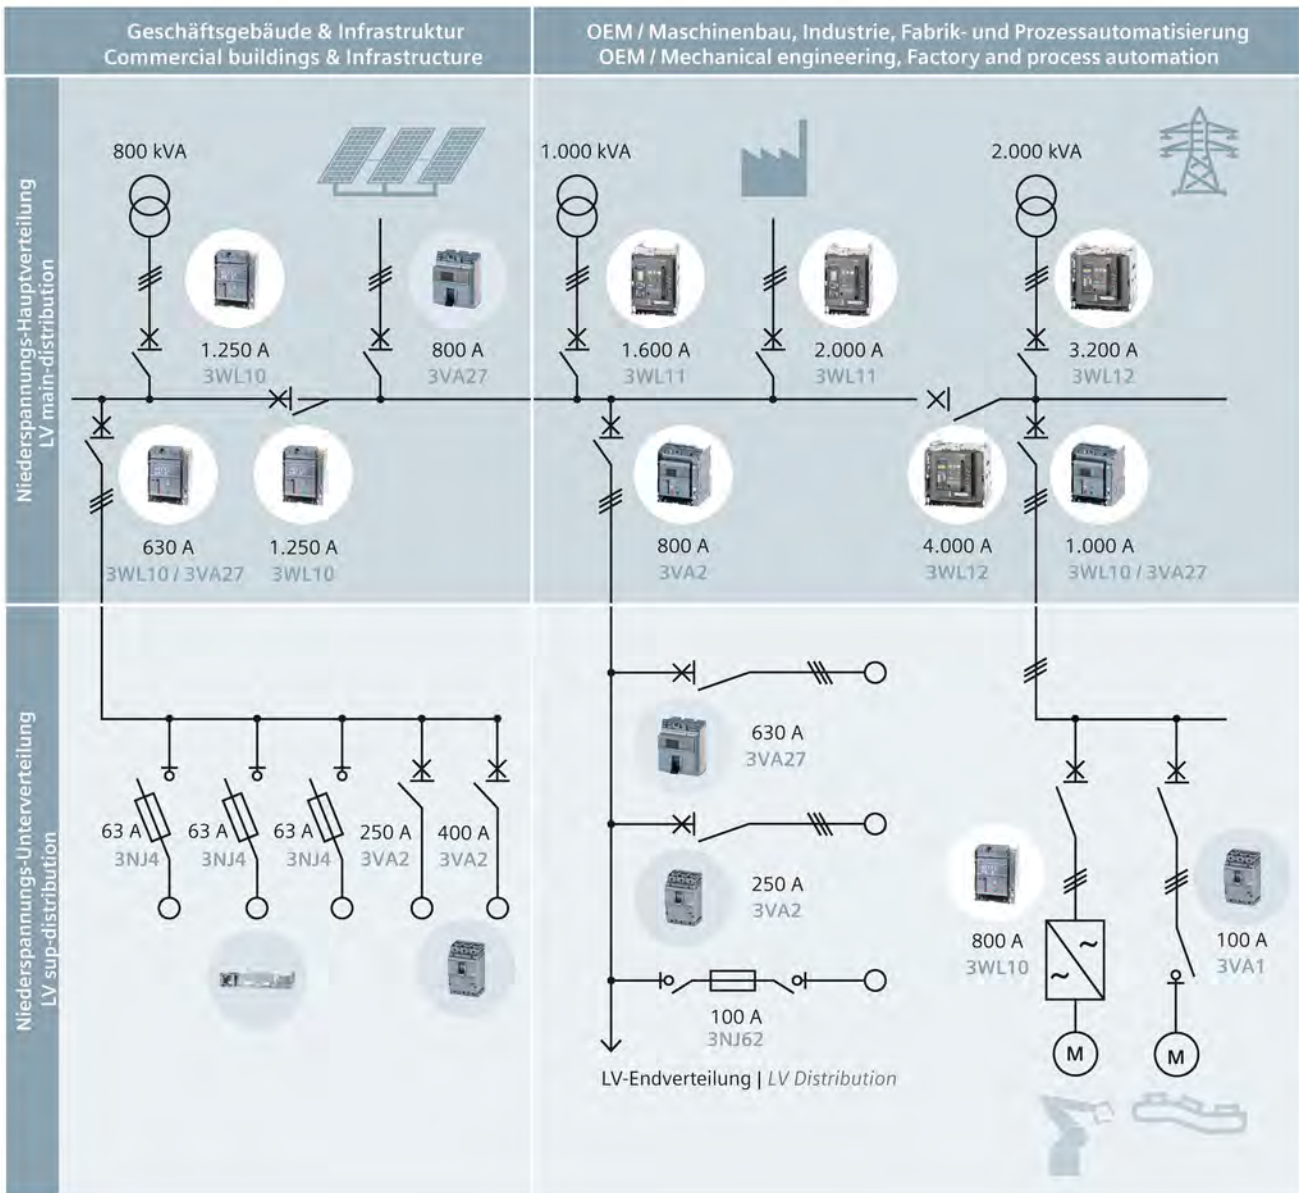 Geschäftsgebäude & Infrastruktur
Commercial buildings & Infrastructure
OEM / Maschinenbau, Industrie, Fabrik- und Prozessautomatisierung
OEM / Mechanical engineering, Factory and process automation
Niederspannungs-Hauptverteilung
LV main-distribution
800 kVA
1.000 kVA
2.000 kVA
1.250 A
3WL10
800 A
3VA27
1.600 A
3WL11
2.000 A
3WL11
3.200 A
3WL12
630 A
3WL10 / 3VA27
1.250 A
3WL10
800 A
3VA2
4.000 A
3WL12
1.000 A
3WL10 / 3VA27
Niederspannungs-Unterverteilung
LV sup-distribution
63 A
3NJ4
63 A
3NJ4
63 A
3NJ4
250 A
3VA2
400 A
3VA2
630 A
3VA27
250 A
3VA2
100 A
3NJ62
LV-Endverteilung | LV Distribution
800 A
3WL10
~
~
M
100 A
3VA1
M